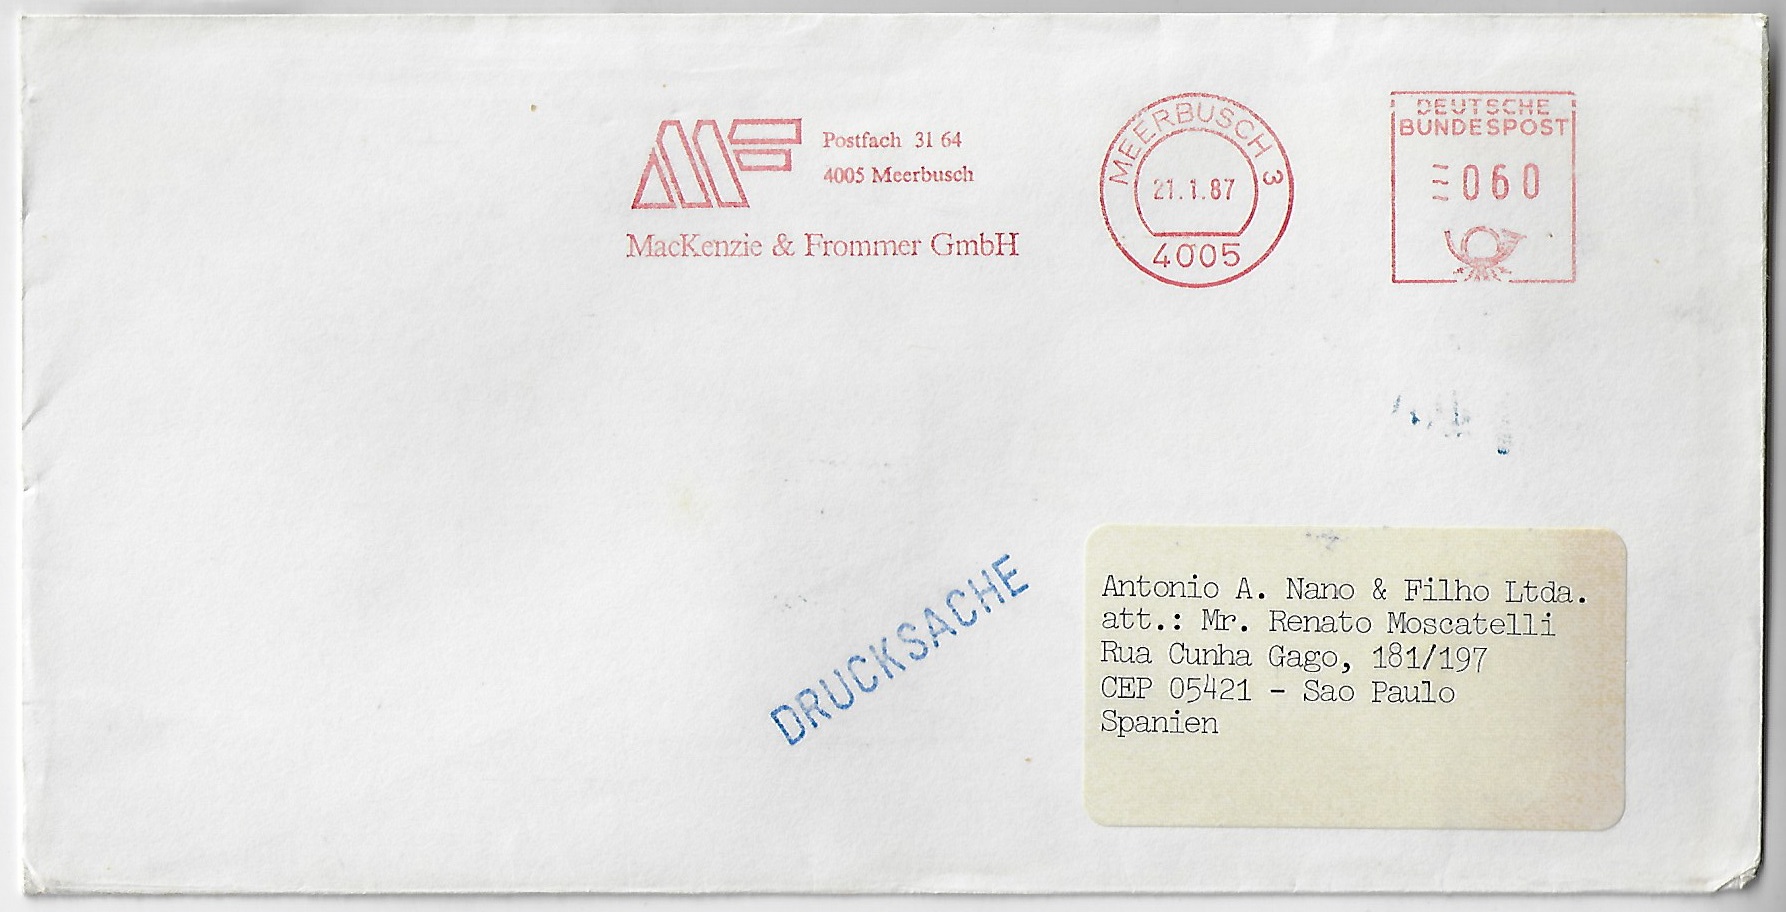 MF
Postfach 31 64
4005 Meerbusch
MacKenzie & Frommer GmbH
MEERBUSCH 3
21.1.87
4005
DEUTSCHE
BUNDESPOST
060
DRUCKSACHE
Antonio A. Nano & Filho Ltda.
att.: Mr. Renato Moscatelli
Rua Cunha Gago, 181/197
CEP 05421 - Sao Paulo
Spanien